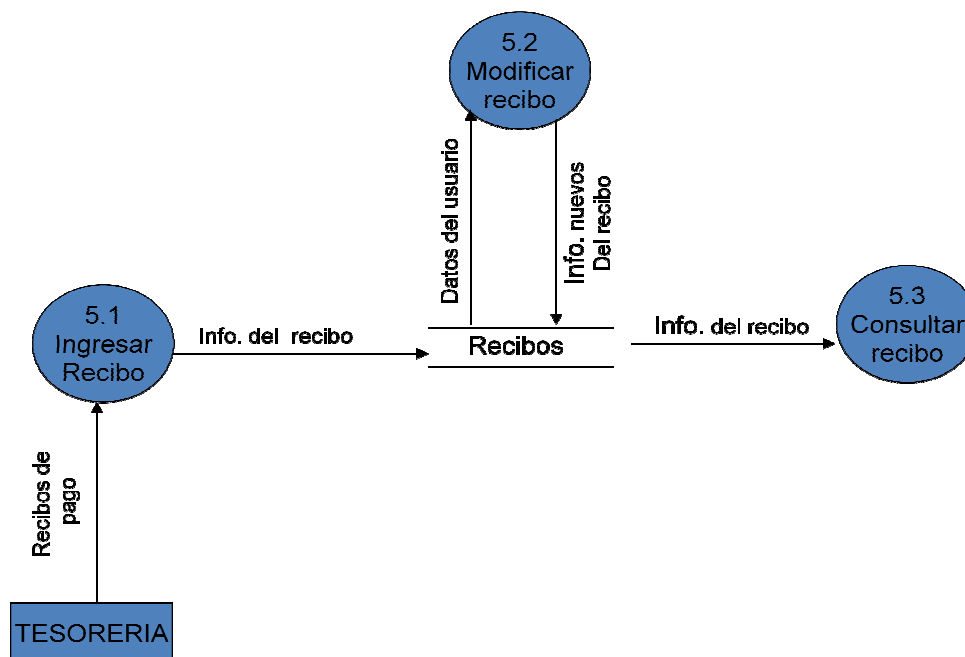 5.2
Modificar
recibo
Datos del usuario
Info. nuevos
Del recibo
5.1
Ingresar
Recibo
Info. del recibo
Recibos
Info. del recibo
5.3
Consultar
recibo
Recibos de
pago
TESORERIA